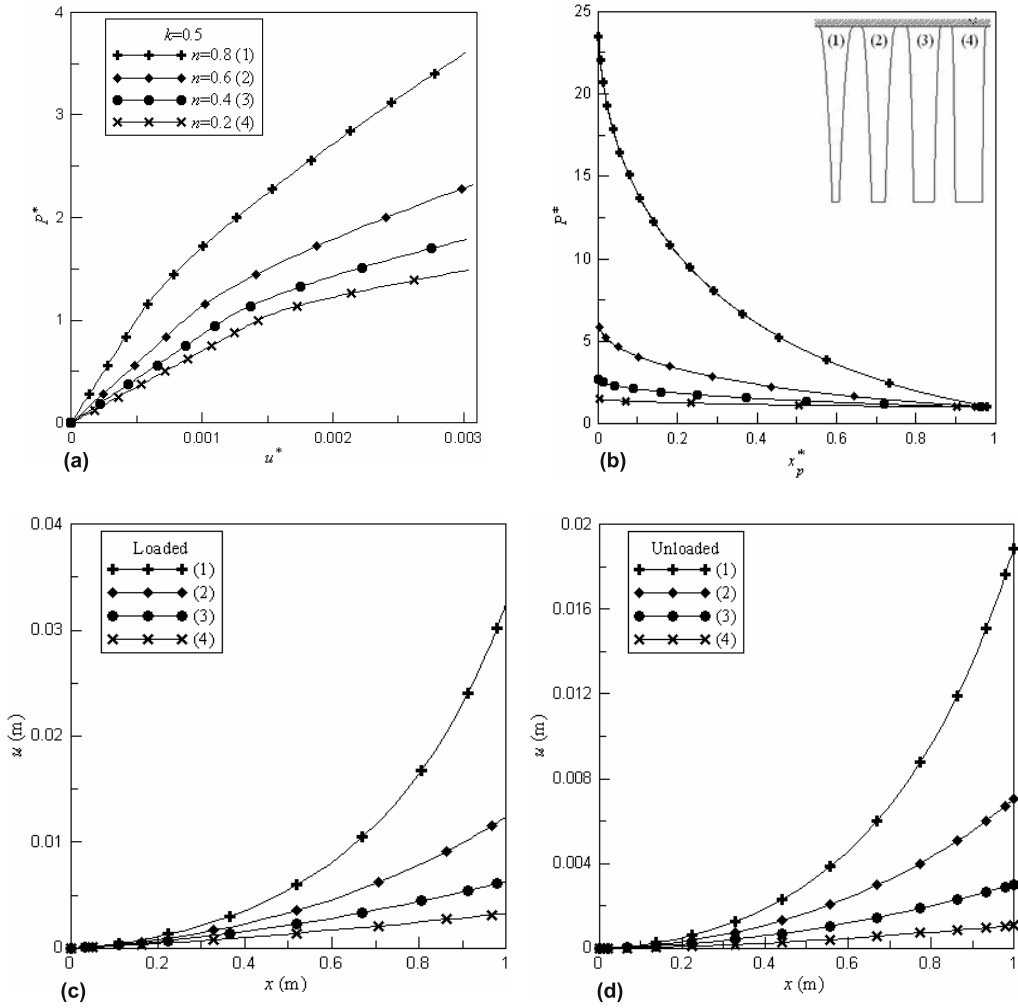 4
3
2
1
0
p*
k=0.5
n=0.8 (1)
n=0.6 (2)
n=0.4 (3)
n=0.2 (4)
0
0.001
0.002
0.003
u*
(a)
25
20
15
10
5
0
p*
(1)
(2)
(3)
(4)
0
0.2
0.4
0.6
0.8
1
x*p
(b)
0.04
0.03
0.02
0.01
0
u (m)
Loaded
(1)
(2)
(3)
(4)
0
0.2
0.4
0.6
0.8
1
x (m)
(c)
0.02
0.016
0.012
0.008
0.004
0
u (m)
Unloaded
(1)
(2)
(3)
(4)
0
0.2
0.4
0.6
0.8
1
x (m)
(d)